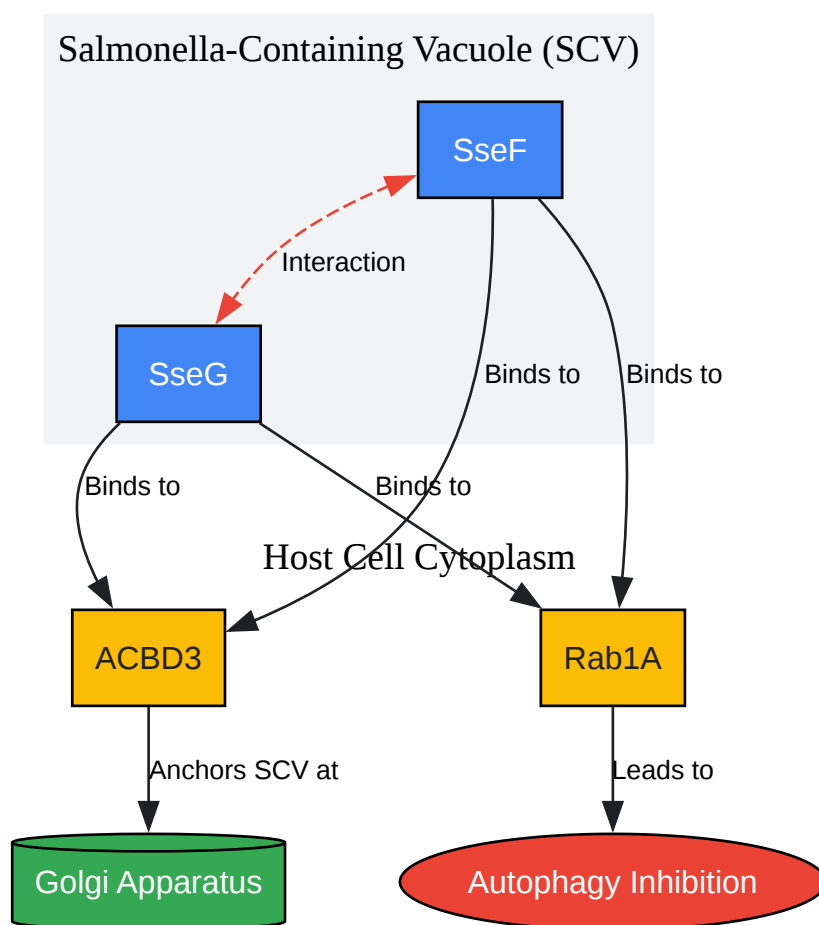 Salmonella-Containing Vacuole (SCV)
SseF
Interaction
SseG
Binds to
Binds to
Binds to
Binds to
Host Cell Cytoplasm
ACBD3
Rab1A
Anchors SCV at
Leads to
Golgi Apparatus
Autophagy Inhibition